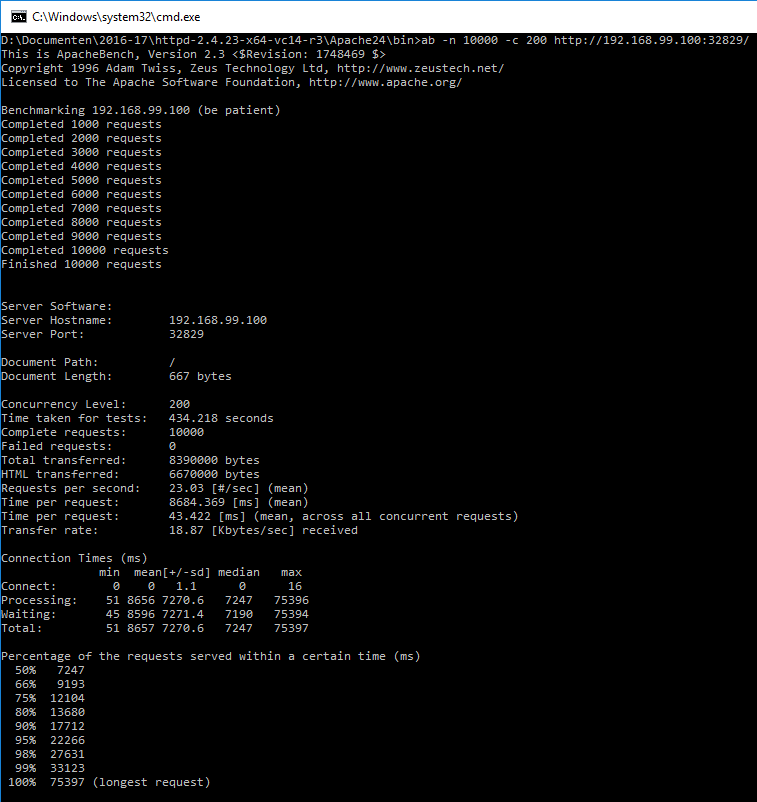 C:\Windows\system32\cmd.exe
D:\Documenten\2016-17\httpd-2.4.23-x64-vc14-r3\Apache24\bin>ab -n 10000 -c 200 http://192.168.99.100:32829/
This is ApacheBench, Version 2.3 <$Revision: 1748469 $>
Copyright 1996 Adam Twiss, Zeus Technology Ltd, http://www.zeustech.net/
Licensed to The Apache Software Foundation, http://www.apache.org/
Benchmarking 192.168.99.100 (be patient)
Completed 1000 requests
Completed 2000 requests
Completed 3000 requests
Completed 4000 requests
Completed 5000 requests
Completed 6000 requests
Completed 7000 requests
Completed 8000 requests
Completed 9000 requests
Completed 10000 requests
Finished 10000 requests
Server Software:
Server Hostname:        192.168.99.100
Server Port:            32829
Document Path:          /
Document Length:        667 bytes
Concurrency Level:      200
Time taken for tests:   434.218 seconds
Complete requests:      10000
Failed requests:        0
Total transferred:      8390000 bytes
HTML transferred:       6670000 bytes
Requests per second:    23.03 [#/sec] (mean)
Time per request:       8684.369 [ms] (mean)
Time per request:       43.422 [ms] (mean, across all concurrent requests)
Transfer rate:          18.87 [Kbytes/sec] received
Connection Times (ms)
              min  mean[+/-sd] median   max
Connect:        0    0   1.1      0      16
Processing:    51 8656 7270.6   7247   75396
Waiting:       45 8596 7271.4   7190   75394
Total:         51 8657 7270.6   7247   75397
Percentage of the requests served within a certain time (ms)
  50%   7247
  66%   9193
  75%  12104
  80%  13680
  90%  17712
  95%  22266
  98%  27631
  99%  33123
 100%  75397 (longest request)